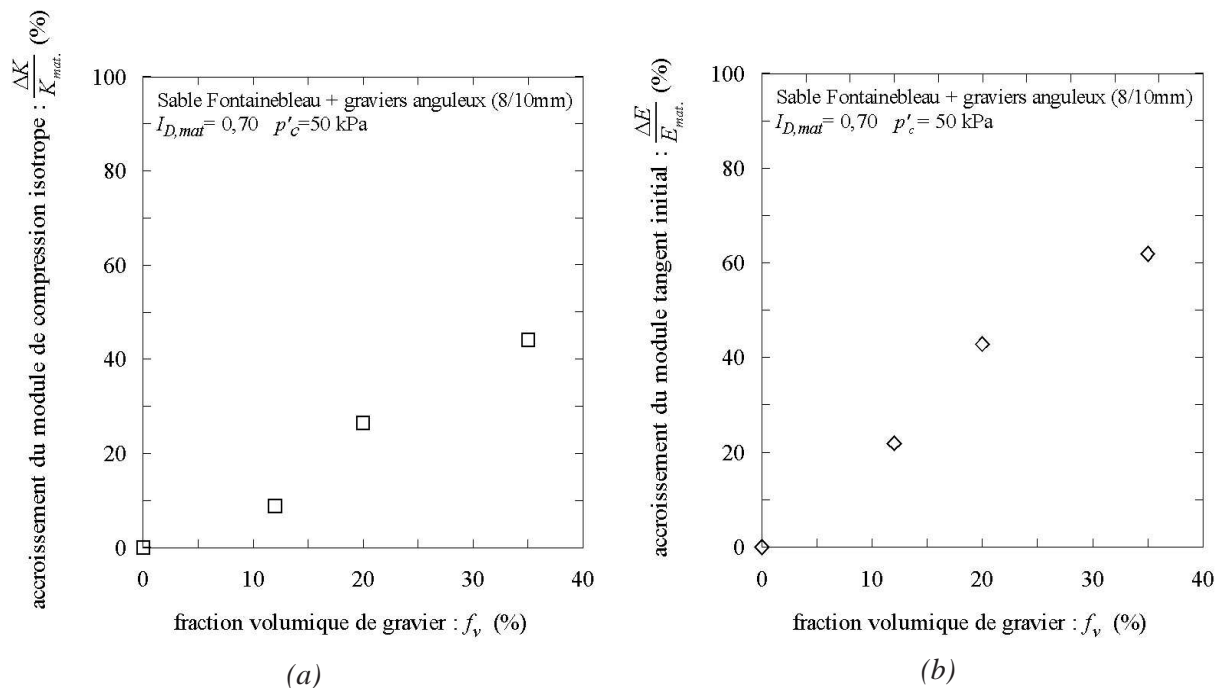 accroissement du module de compression isotrope : ΔK/K_mat. (%)
100
80
60
40
20
0
Sable Fontainebleau + graviers anguleux (8/10mm)
I_D,mat= 0,70 p'_c=50 kPa
0 10 20 30 40
fraction volumique de gravier : f_v (%)
(a)
accroissement du module tangent initial : ΔE/E_mat. (%)
100
80
60
40
20
0
Sable Fontainebleau + graviers anguleux (8/10mm)
I_D,mat= 0,70 p'_c= 50 kPa
0 10 20 30 40
fraction volumique de gravier : f_v (%)
(b)